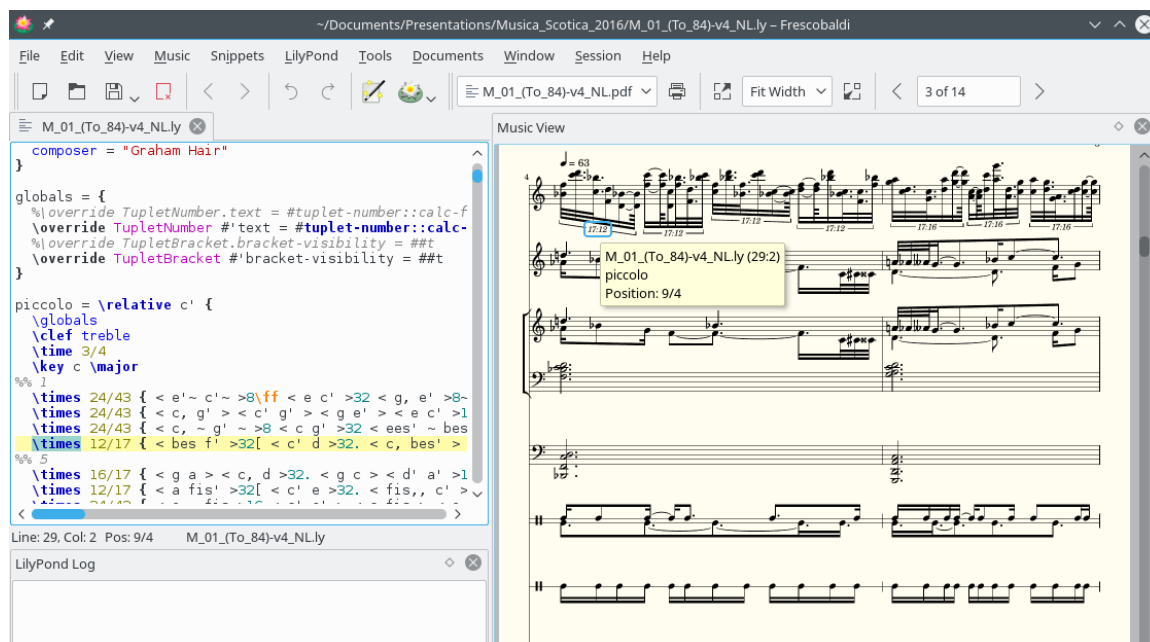 ~/Documents/Presentations/Musica_Scotica_2016/M_01_(To_84)-v4_NL.ly – Frescobaldi
File Edit View Music Snippets LilyPond Tools Documents Window Session Help
M_01_(To_84)-v4_NL.pdf Fit Width 3 of 14
M_01_(To_84)-v4_NL.ly
composer = "Graham Hair"
}
globals = {
%\override TupletNumber.text = #tuplet-number::calc-f
\override TupletNumber #'text = #tuplet-number::calc-
%\override TupletBracket.bracket-visibility = ##t
\override TupletBracket #'bracket-visibility = ##t
}
piccolo = \relative c' {
\globals
\clef treble
\time 3/4
\key c \major
%% 1
\times 24/43 { < e'~ c'~ >8\ff < e c' >32 < g, e' >8~
\times 24/43 { < c, g' > < c' g' > < g e' > < e c' >1
\times 24/43 { < c, ~ g' ~ >8 < c g' >32 < ees' ~ bes
\times 12/17 { < bes f' >32[ < c' d >32. < c, bes' >
%% 5
\times 16/17 { < g a > < c, d >32. < g c > < d' a' >1
\times 12/17 { < a fis' >32[ < c' e >32. < fis,, c' >
Line: 29, Col: 2 Pos: 9/4 M_01_(To_84)-v4_NL.ly
LilyPond Log
Music View
= 63
4
17:12 17:12 17:12 17:12 17:16 17:16 17:16
M_01_(To_84)-v4_NL.ly (29:2)
piccolo
Position: 9/4